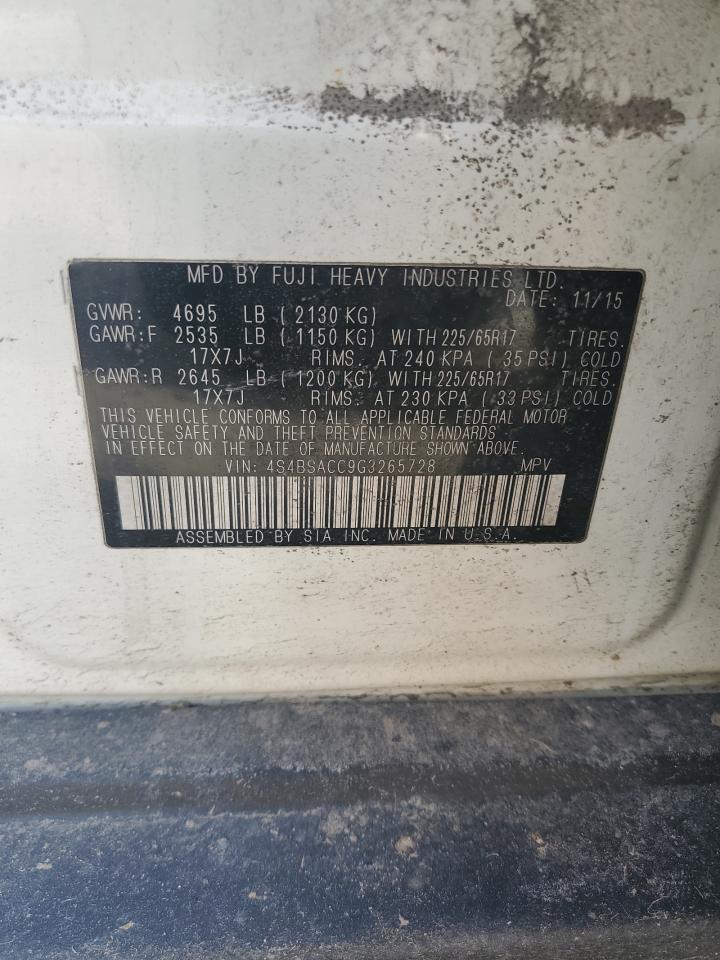 MFD BY FUJI HEAVY INDUSTRIES LTD.
DATE: 11/15
GVWR: 4695 LB (2130 KG)
GAWR:F 2535 LB (1150 KG) WITH 225/65R17 TIRES.
17X7J RIMS. AT 240 KPA (35 PSI) COLD
GAWR:R 2645 LB (1200 KG) WITH 225/65R17 TIRES.
17X7J RIMS. AT 230 KPA (33 PSI) COLD
THIS VEHICLE CONFORMS TO ALL APPLICABLE FEDERAL MOTOR
VEHICLE SAFETY AND THEFT PREVENTION STANDARDS
IN EFFECT ON THE DATE OF MANUFACTURE SHOWN ABOVE.
VIN: 4S4BSACC9G3265728 MPV
ASSEMBLED BY SIA INC. MADE IN U.S.A.